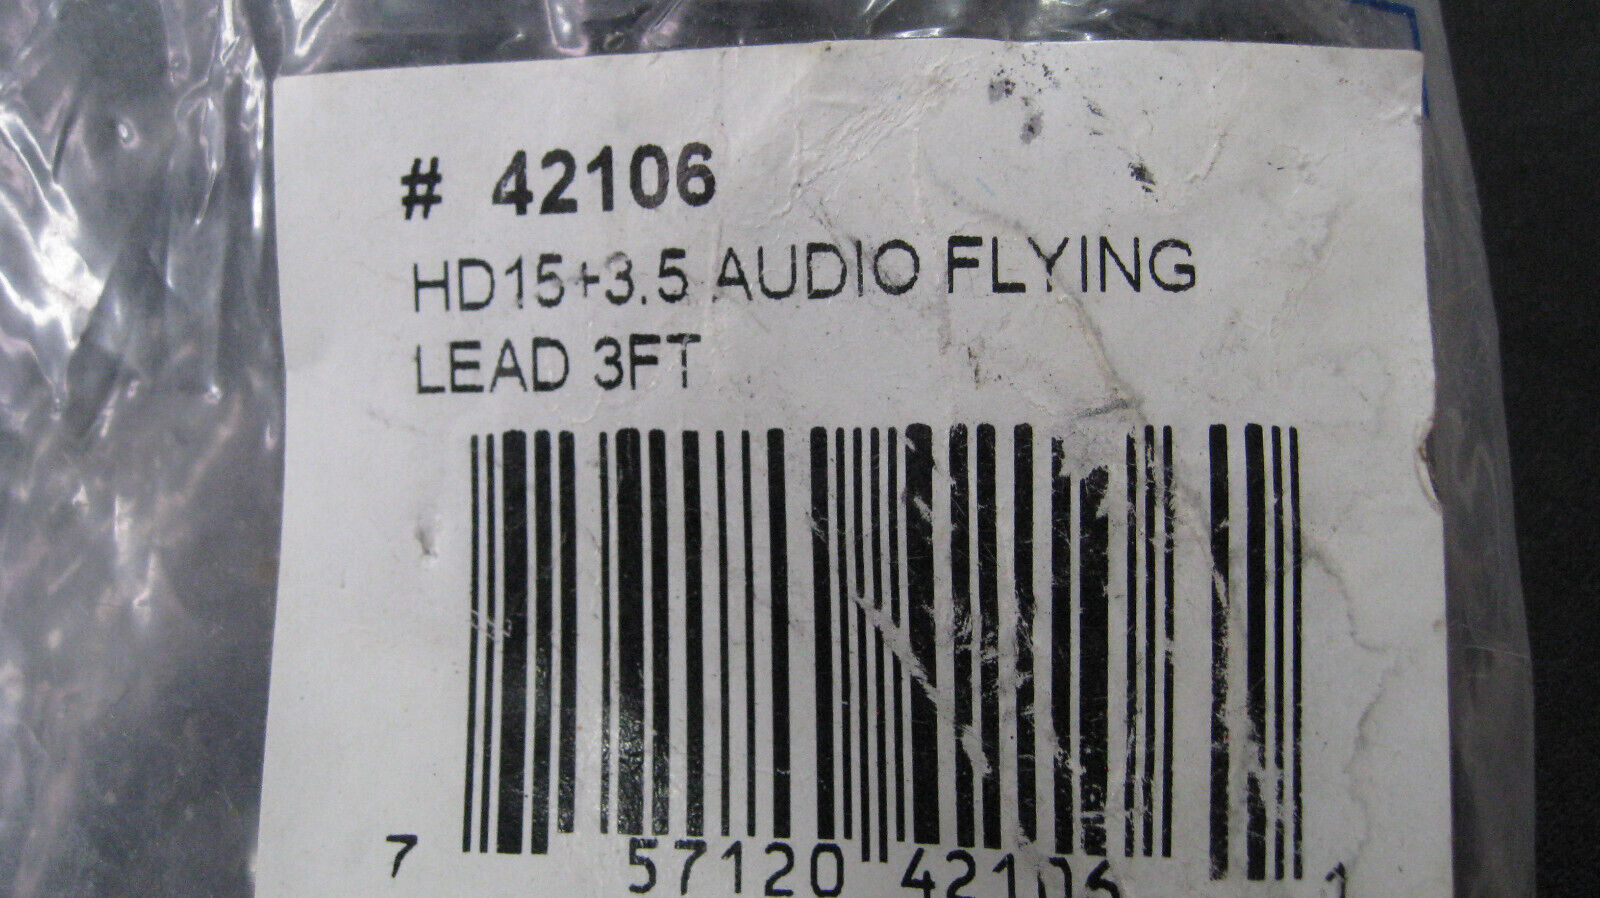 # 42106
HD15+3.5 AUDIO FLYING
LEAD 3FT
7 57120 42106 1